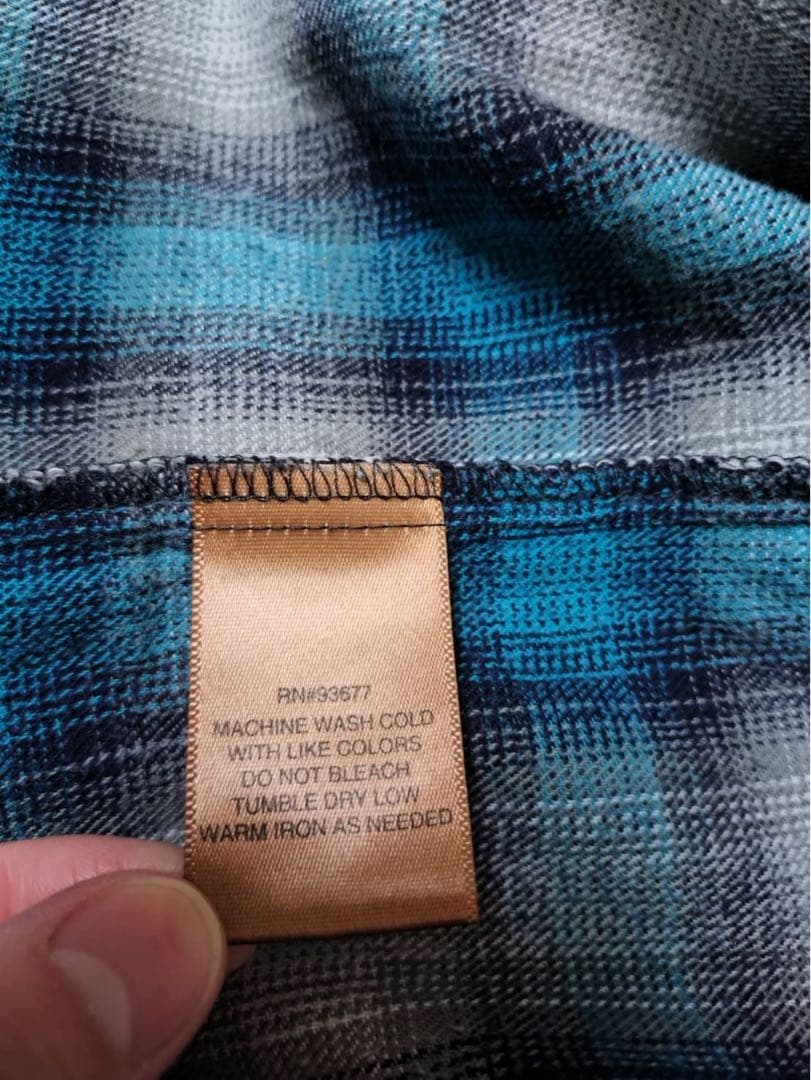 RN#93677
MACHINE WASH COLD
WITH LIKE COLORS
DO NOT BLEACH
TUMBLE DRY LOW
WARM IRON AS NEEDED